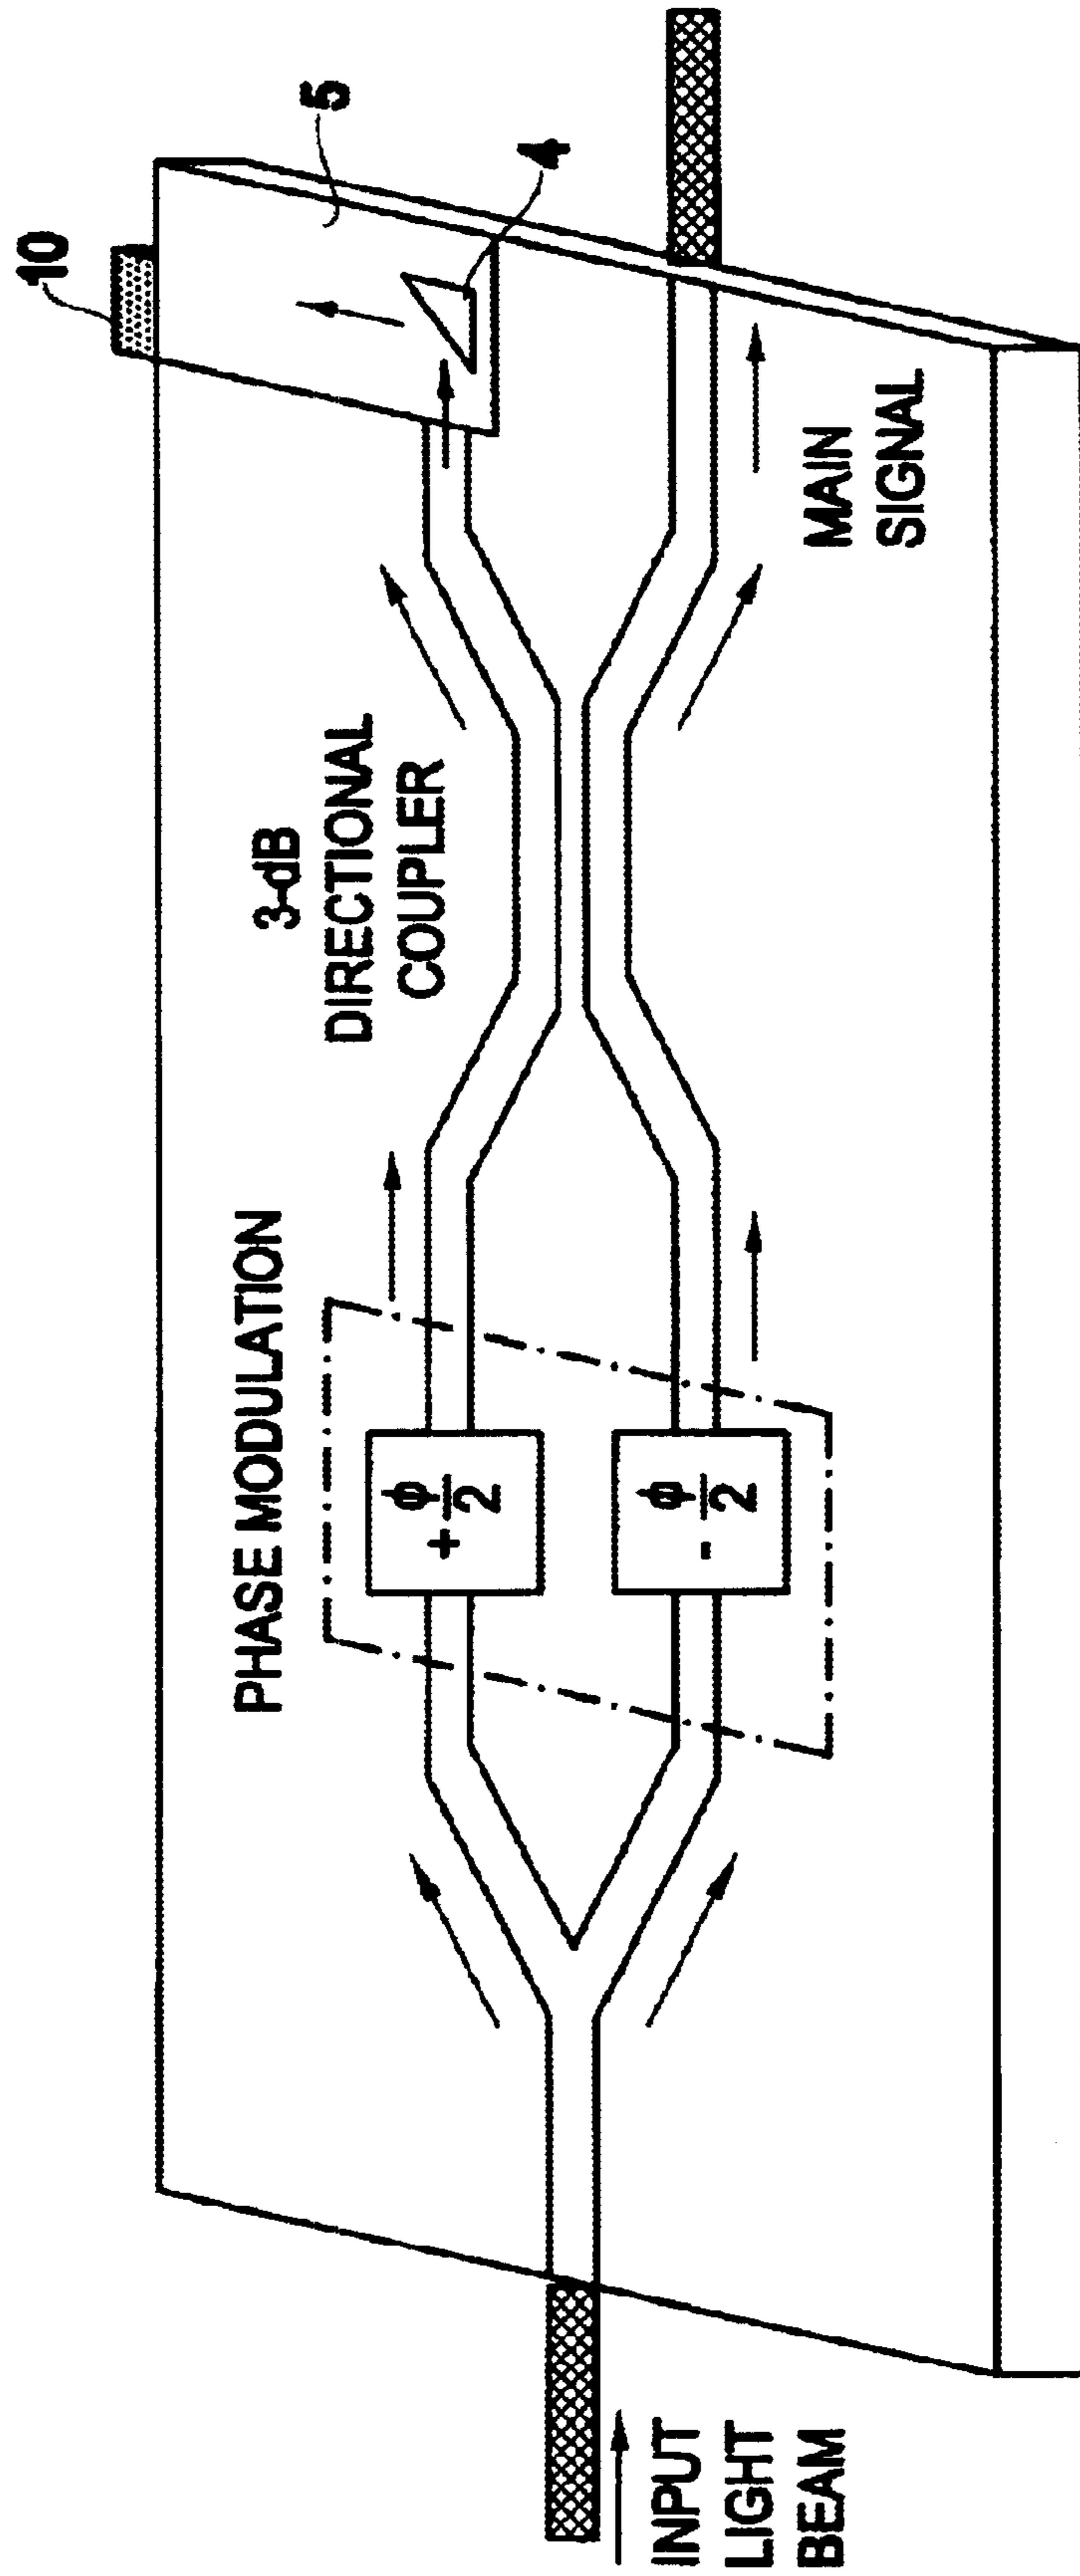 10
5
4
3-dB
DIRECTIONAL
COUPLER
PHASE MODULATION
+ ϕ/2
- ϕ/2
MAIN
SIGNAL
INPUT
LIGHT
BEAM